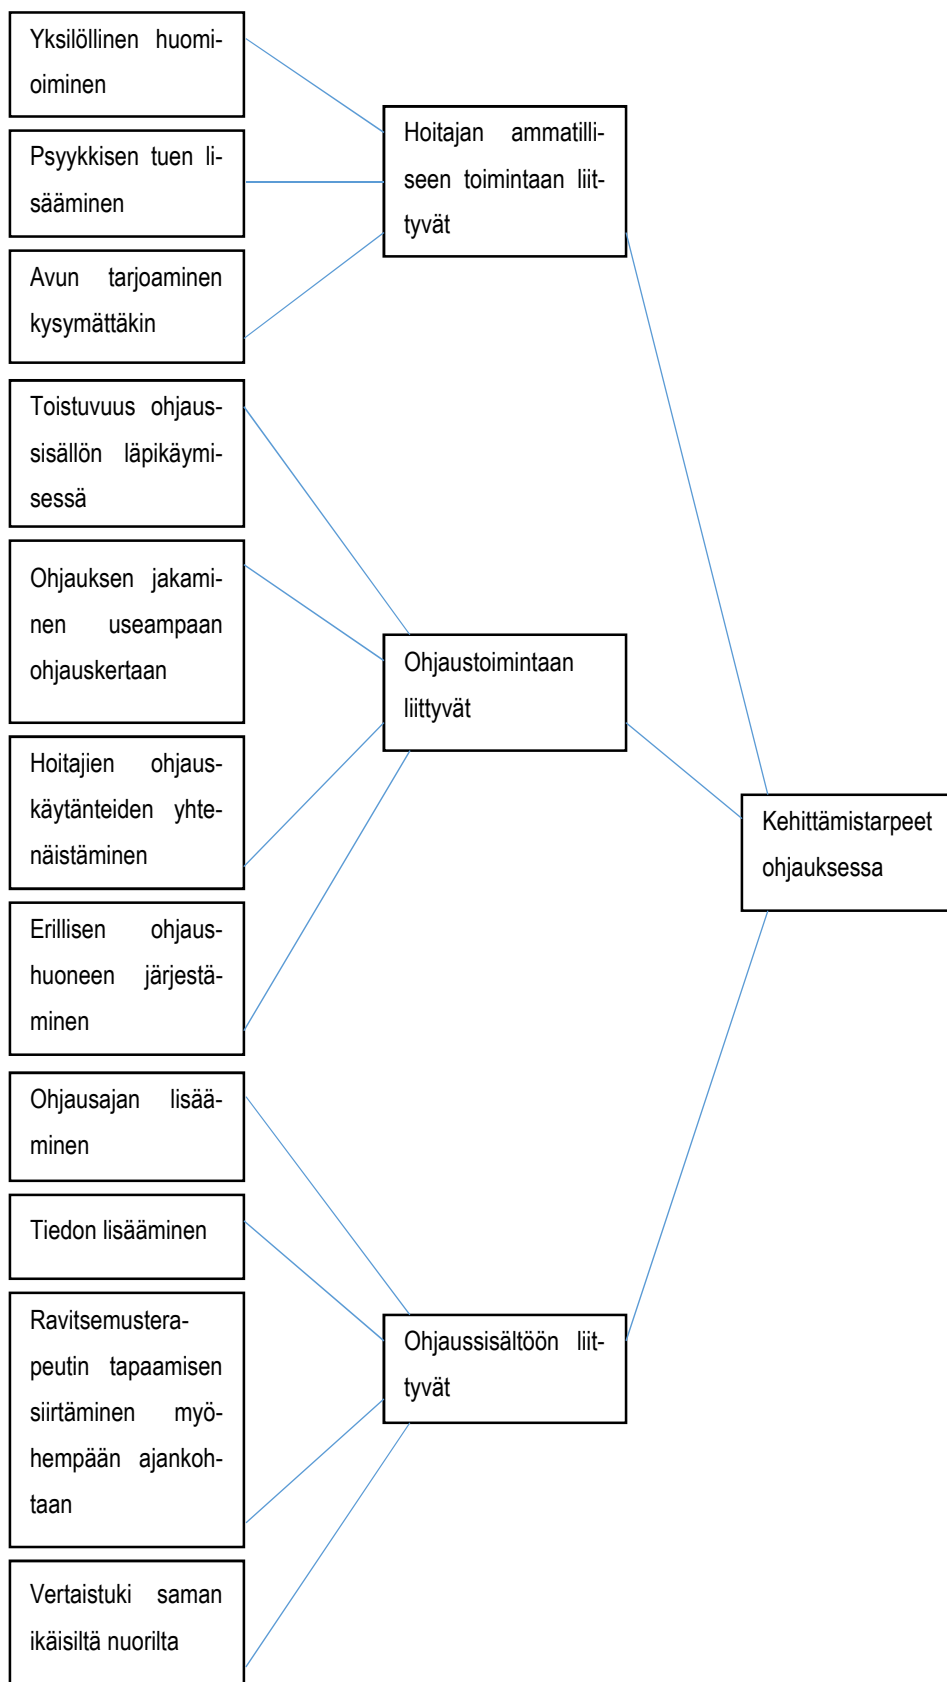 Yksilöllinen huomi-
oiminen
Psyykkisen tuen li-
sääminen
Avun tarjoaminen
kysymättäkin
Toistuvuus ohjaus-
sisällön läpikäymi-
sessä
Ohjauksen jakami-
nen useampaan
ohjauskertaan
Hoitajien ohjaus-
käytänteiden yhte-
näistäminen
Erillisen ohjaus-
huoneen järjestä-
minen
Ohjausajan lisää-
minen
Tiedon lisääminen
Ravitsemustera-
peutin tapaamisen
siirtäminen myö-
hempään ajankoh-
taan
Vertaistuki saman
ikäisiltä nuorilta
Hoitajan ammatilli-
seen toimintaan liit-
tyvät
Ohjaustoimintaan
liittyvät
Ohjaussisältöön liit-
tyvät
Kehittämistarpeet
ohjauksessa